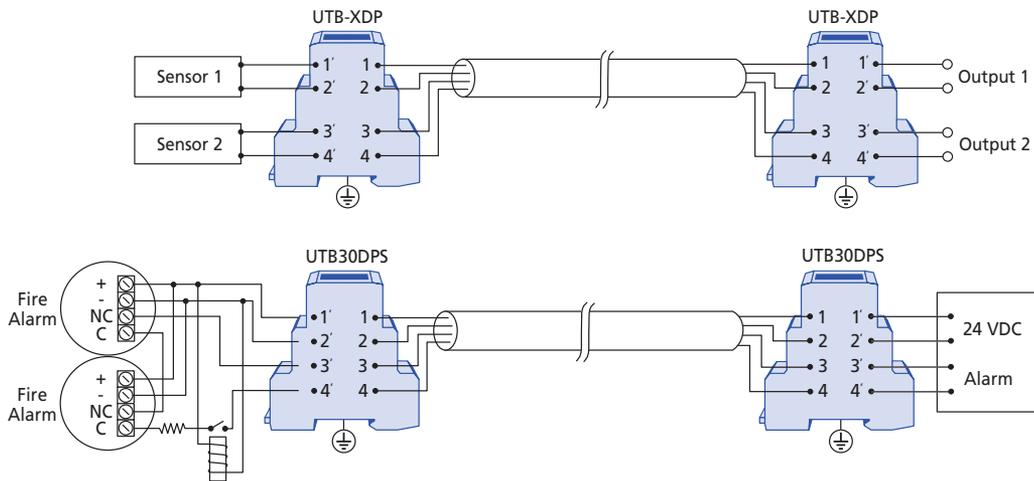 UTB-XDP UTB-XDP
Sensor 1 1′ 1 1 1′ Output 1
2′ 2 2 2′
Sensor 2 3′ 3 3 3′ Output 2
4′ 4 4 4′
UTB30DPS UTB30DPS
Fire Alarm
+
-
NC
C
Fire Alarm
+
-
NC
C
1′ 1 1 1′ 24 VDC
2′ 2 2 2′
3′ 3 3 3′ Alarm
4′ 4 4 4′